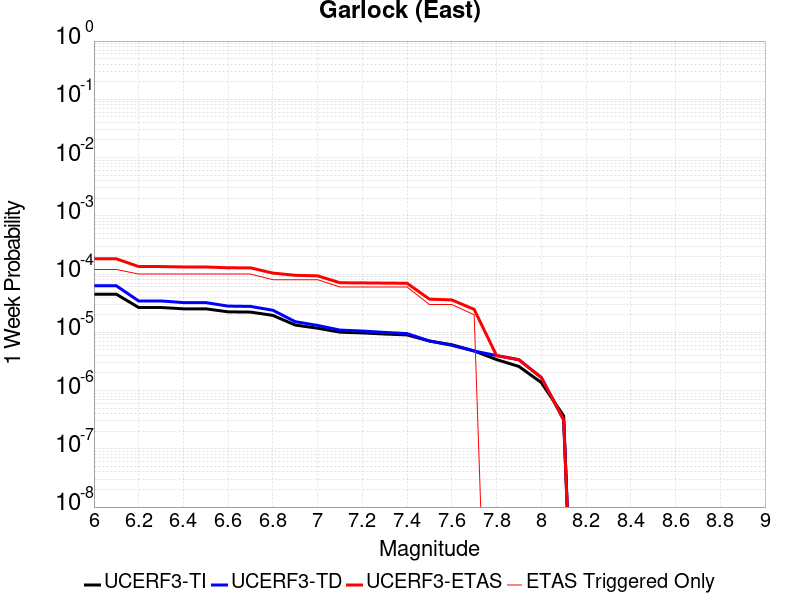 Garlock (East)
10^0
10^-1
10^-2
10^-3
10^-4
10^-5
10^-6
10^-7
10^-8
1 Week Probability
6 6.2 6.4 6.6 6.8 7 7.2 7.4 7.6 7.8 8 8.2 8.4 8.6 8.8 9
Magnitude
UCERF3-TI UCERF3-TD UCERF3-ETAS ETAS Triggered Only